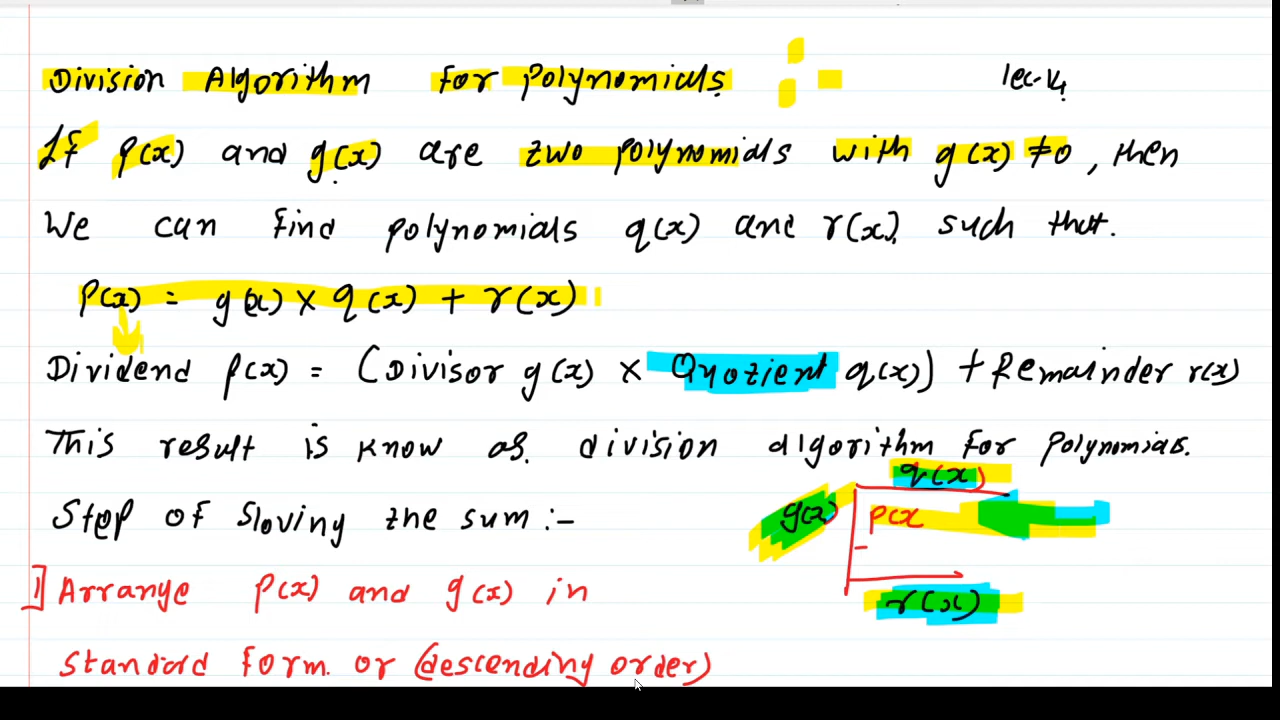 Division Algorithm For Polynomials :- lec-4
If P(x) and g(x) are two polynomials with g(x) ≠0, then
We can find polynomials q(x) and r(x) such that.
P(x) = g(x) × q(x) + r(x)
Dividend P(x) = (Divisor g(x) × Quotient q(x)) + Remainder r(x)
This result is know as. division algorithm for polynomials.
q(x)
Step of Sloving the sum :- g(x) P(x
r(x)
1] Arrange P(x) and g(x) in
Standard form. or (descending order)